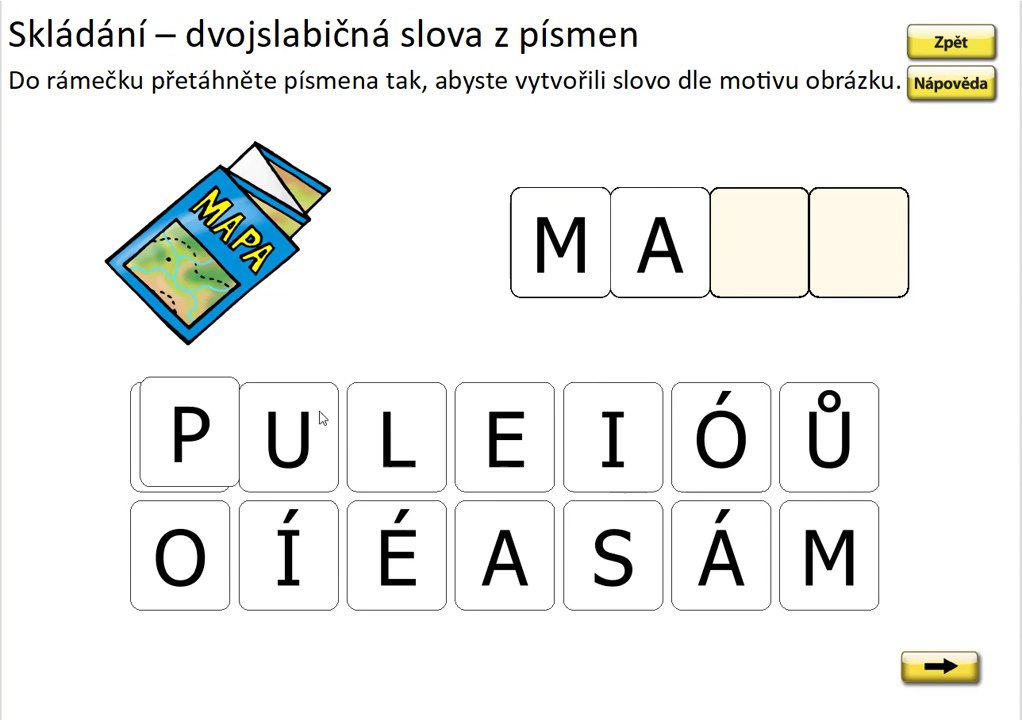 Skládání – dvojslabičná slova z písmen
Zpět
Do rámečku přetáhněte písmena tak, abyste vytvořili slovo dle motivu obrázku.
Nápověda
MAPA
M A
P U L E I Ó Ů
O Í É A S Á M